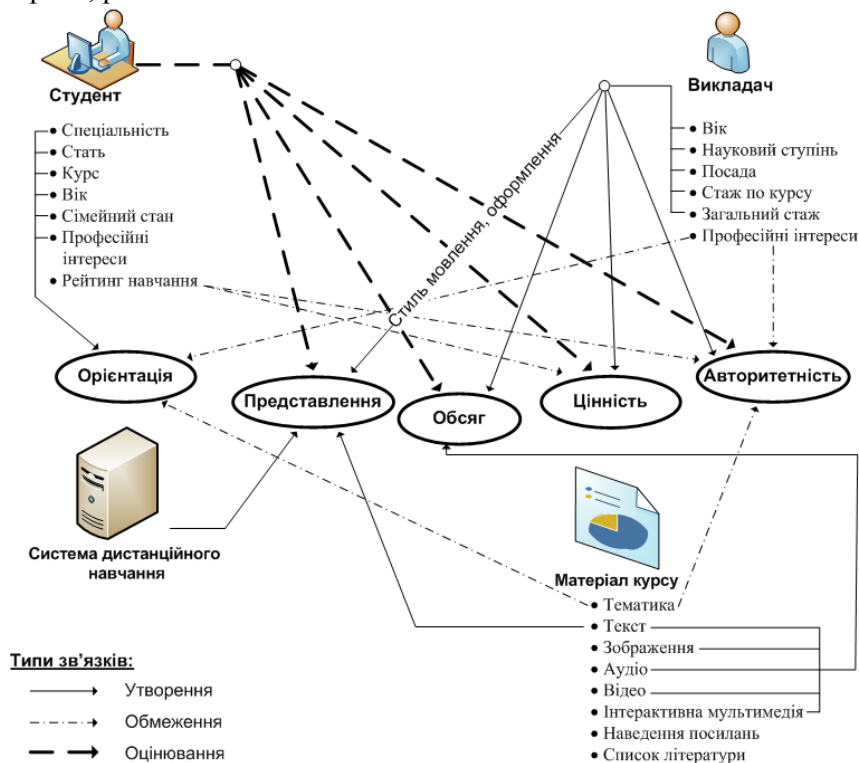 Студент
• Спеціальність
• Стать
• Курс
• Вік
• Сімейний стан
• Професійні
інтереси
• Рейтинг навчання
Викладач
• Вік
• Науковий ступінь
• Посада
• Стаж по курсу
• Загальний стаж
• Професійні інтереси
Стиль мовлення, оформлення
Орієнтація
Представлення
Обсяг
Цінність
Авторитетність
Система дистанційного
навчання
Матеріал курсу
• Тематика
• Текст
• Зображення
• Аудіо
• Відео
• Інтерактивна мультимедія
• Наведення посилань
• Список літератури
Типи зв’язків:
Утворення
Обмеження
Оцінювання